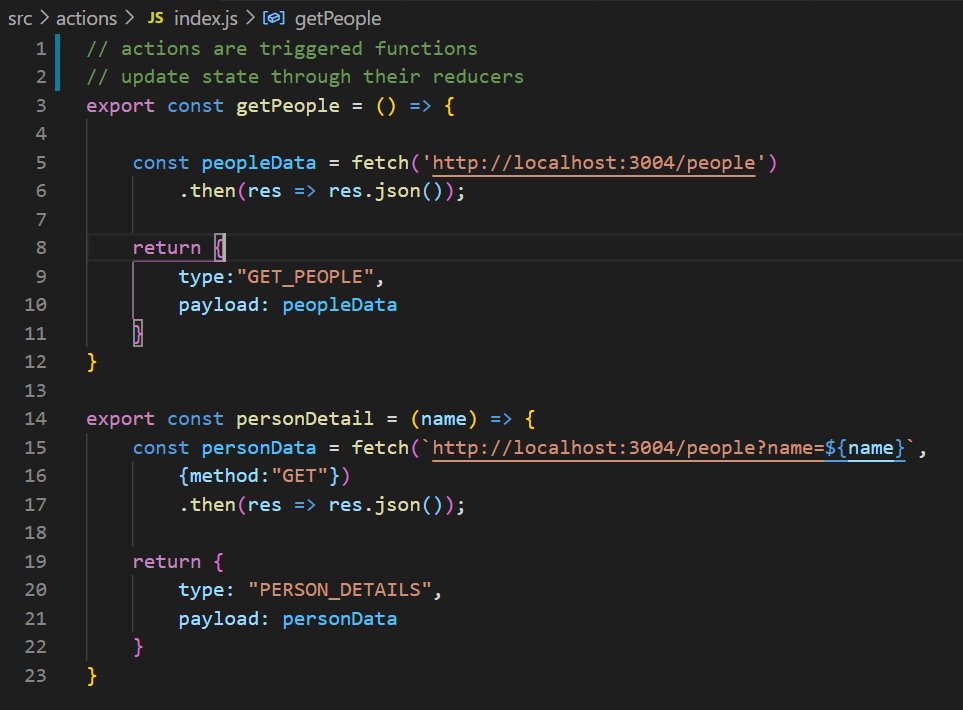 src > actions > JS index.js > getPeople
1 // actions are triggered functions
2 // update state through their reducers
3 export const getPeople = () => {
4
5     const peopleData = fetch('http://localhost:3004/people')
6         .then(res => res.json());
7
8     return {
9         type:"GET_PEOPLE",
10         payload: peopleData
11     }
12 }
13
14 export const personDetail = (name) => {
15     const personData = fetch(`http://localhost:3004/people?name=${name}`,
16         {method:"GET"})
17         .then(res => res.json());
18
19     return {
20         type: "PERSON_DETAILS",
21         payload: personData
22     }
23 }